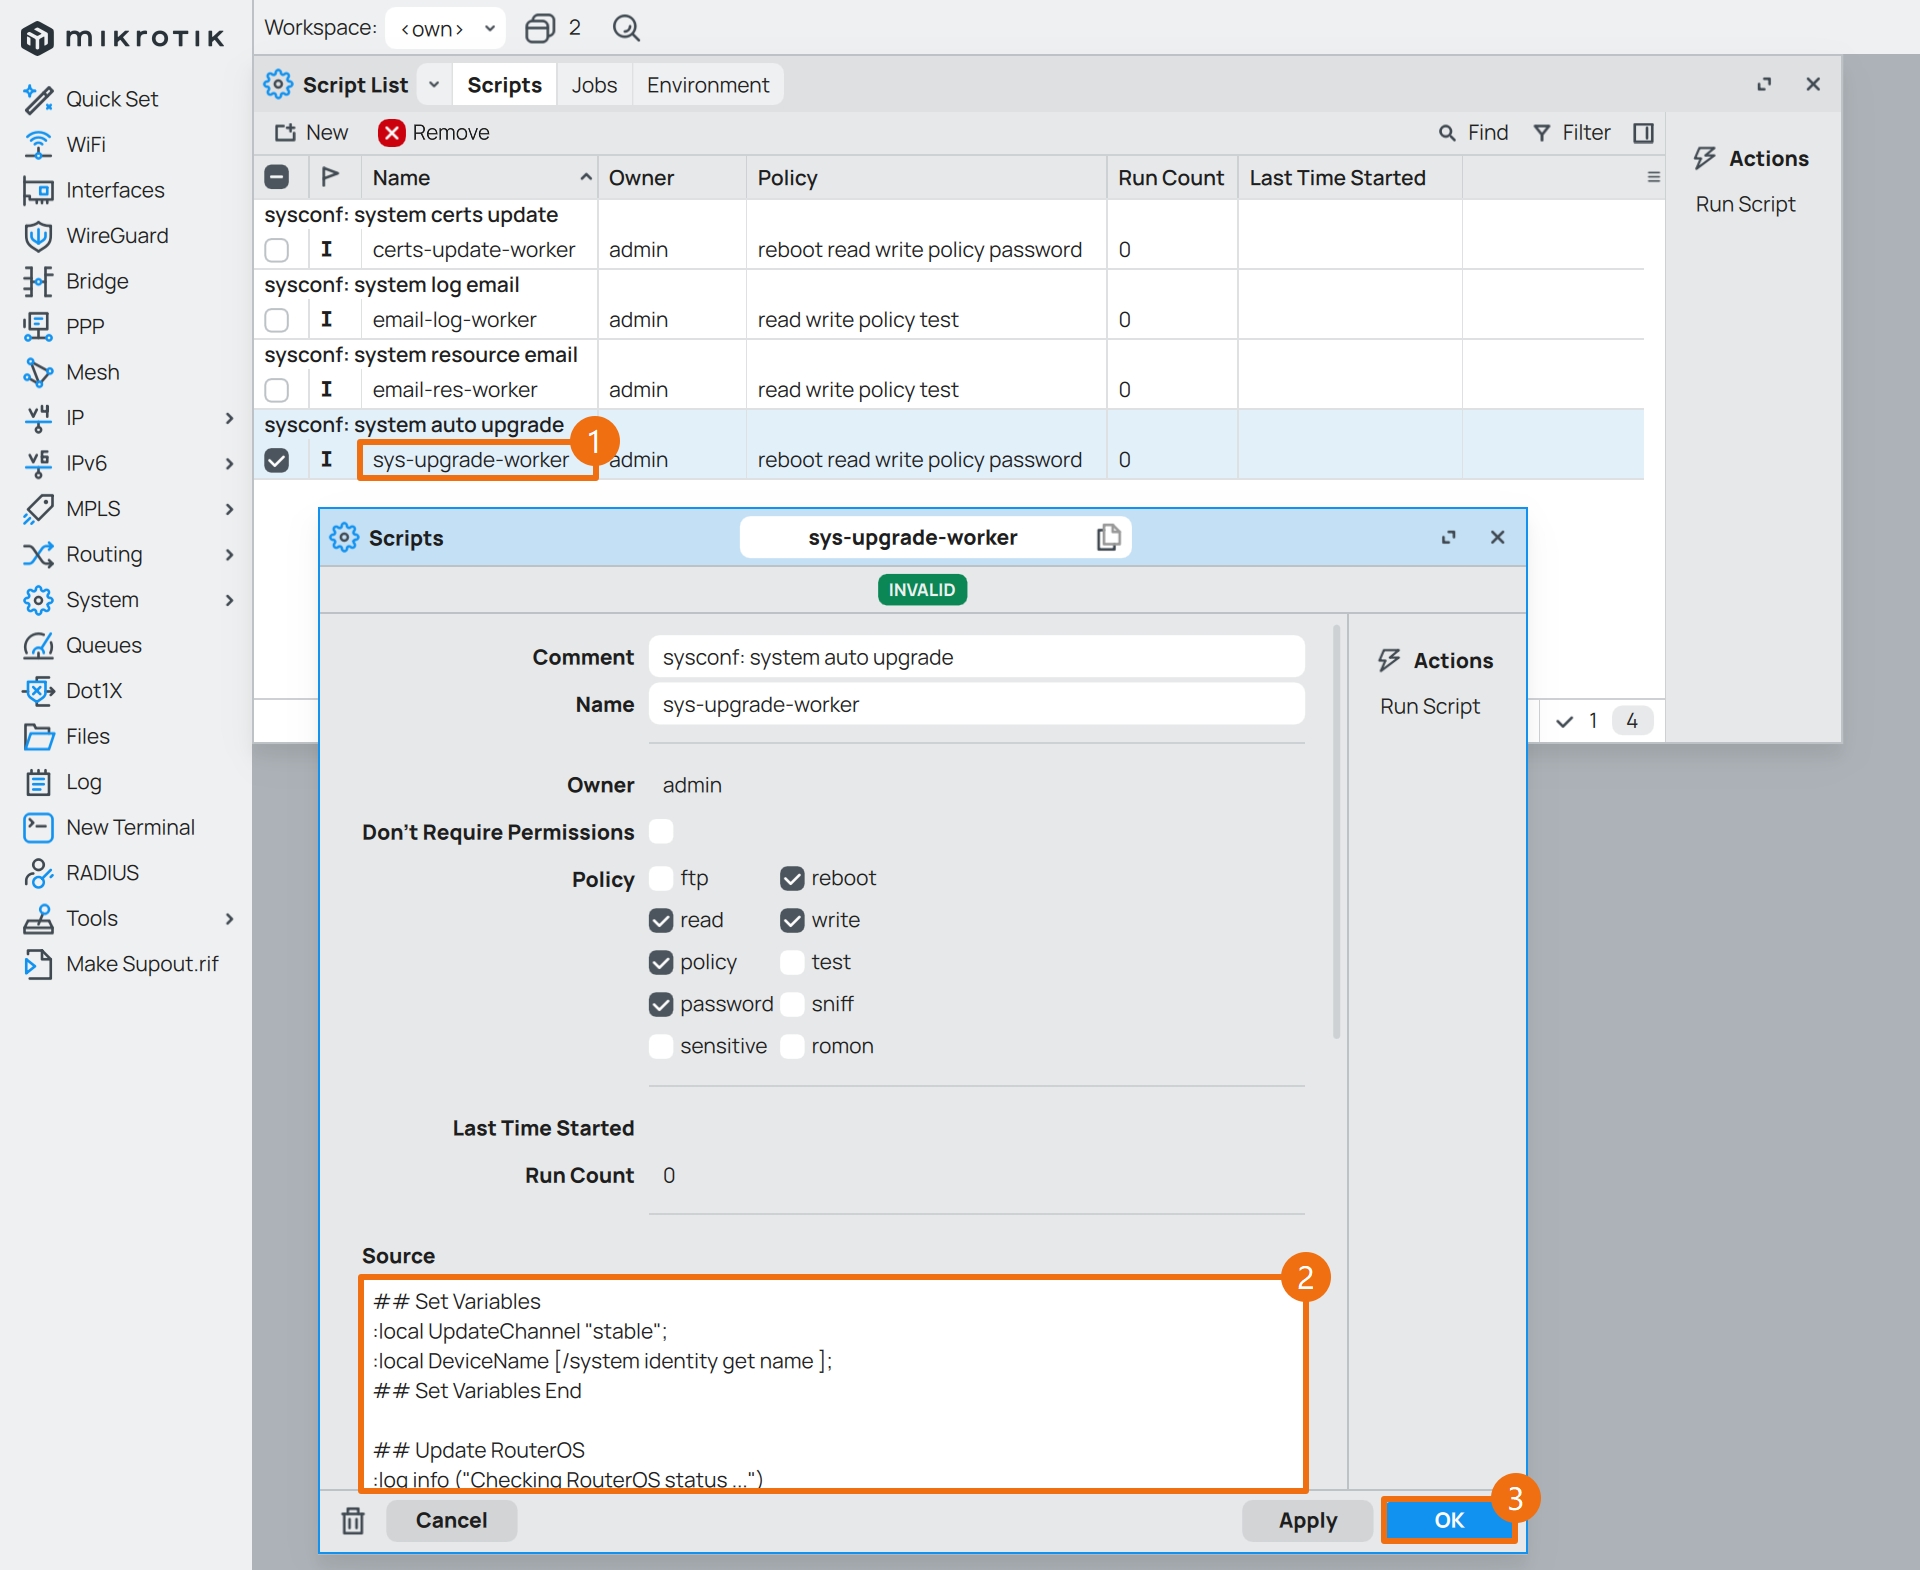 mikrotik
Quick Set
WiFi
Interfaces
WireGuard
Bridge
PPP
Mesh
IP
IPv6
MPLS
Routing
System
Queues
Dot1X
Files
Log
New Terminal
RADIUS
Tools
Make Supout.rif
Workspace: <own> 2
Script List Scripts Jobs Environment
New Remove Find Filter
Name Owner Policy Run Count Last Time Started
sysconf: system certs update
I certs-update-worker admin reboot read write policy password 0
sysconf: system log email
I email-log-worker admin read write policy test 0
sysconf: system resource email
I email-res-worker admin read write policy test 0
sysconf: system auto upgrade
I sys-upgrade-worker admin reboot read write policy password 0
1
Actions
Run Script
1 4
Scripts sys-upgrade-worker
INVALID
Comment sysconf: system auto upgrade
Name sys-upgrade-worker
Owner admin
Don't Require Permissions
Policy ftp reboot
read write
policy test
password sniff
sensitive romon
Last Time Started
Run Count 0
Source
2
## Set Variables
:local UpdateChannel "stable";
:local DeviceName [/system identity get name ];
## Set Variables End
## Update RouterOS
:log info ("Checking RouterOS status ...")
Actions
Run Script
Cancel Apply OK
3